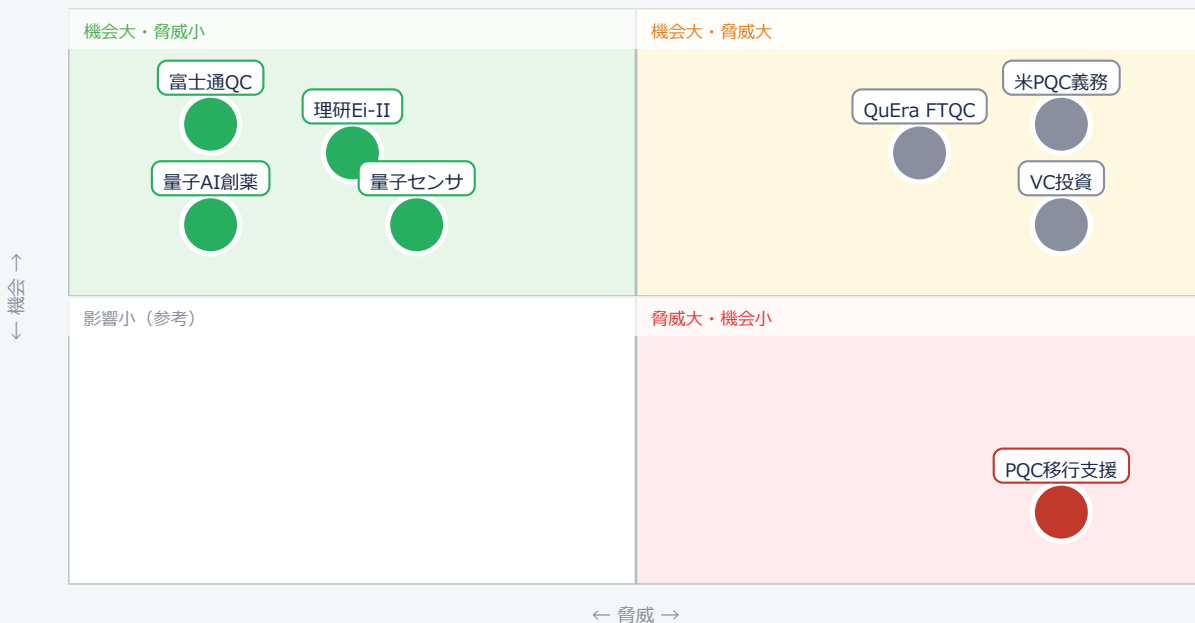 機会大・脅威小
機会大・脅威大
富士通QC
理研Ei-II
量子AI創薬
量子センサ
QuEra FTQC
米PQC義務
VC投資
影響小（参考）
脅威大・機会小
PQC移行支援
← 機会 →
← 脅威 →